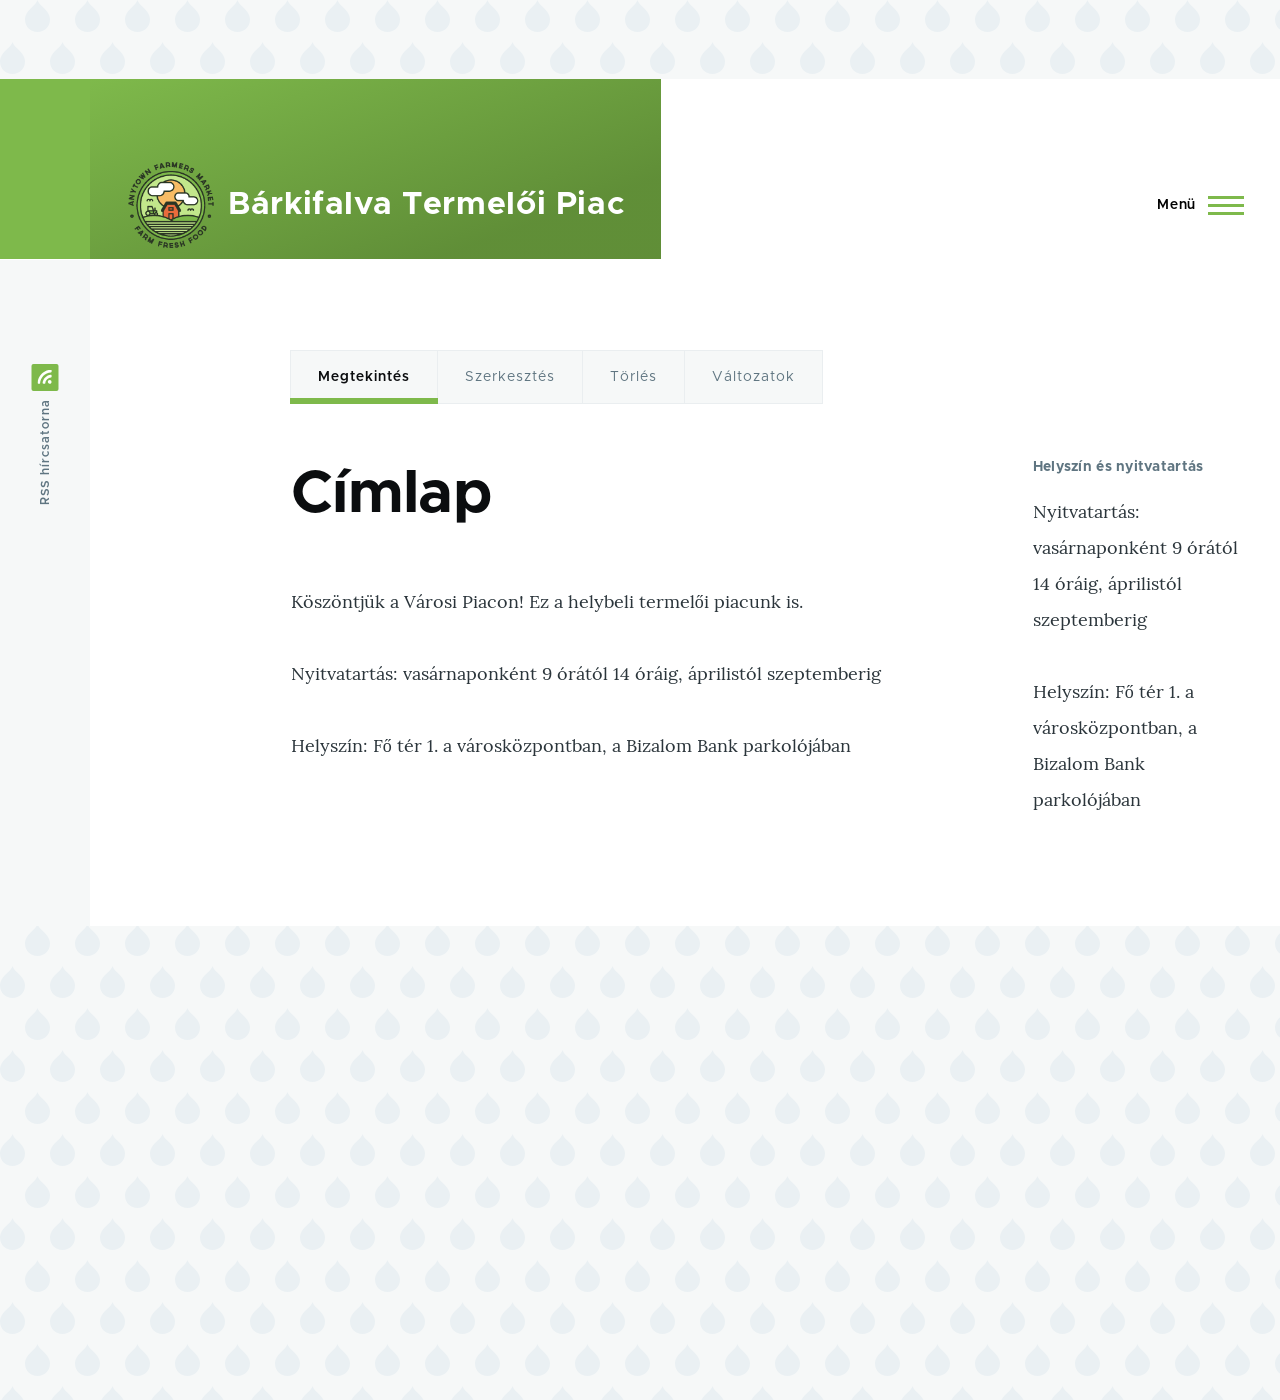 ANYTOWN FARMERS MARKET
FARM FRESH FOOD
Bárkifalva Termelői Piac
Menü
RSS hírcsatorna
Megtekintés
Szerkesztés
Törlés
Változatok
Címlap
Köszöntjük a Városi Piacon! Ez a helybeli termelői piacunk is.
Nyitvatartás: vasárnaponként 9 órától 14 óráig, áprilistól szeptemberig
Helyszín: Fő tér 1. a városközpontban, a Bizalom Bank parkolójában
Helyszín és nyitvatartás
Nyitvatartás:
vasárnaponként 9 órától
14 óráig, áprilistól
szeptemberig
Helyszín: Fő tér 1. a
városközpontban, a
Bizalom Bank
parkolójában